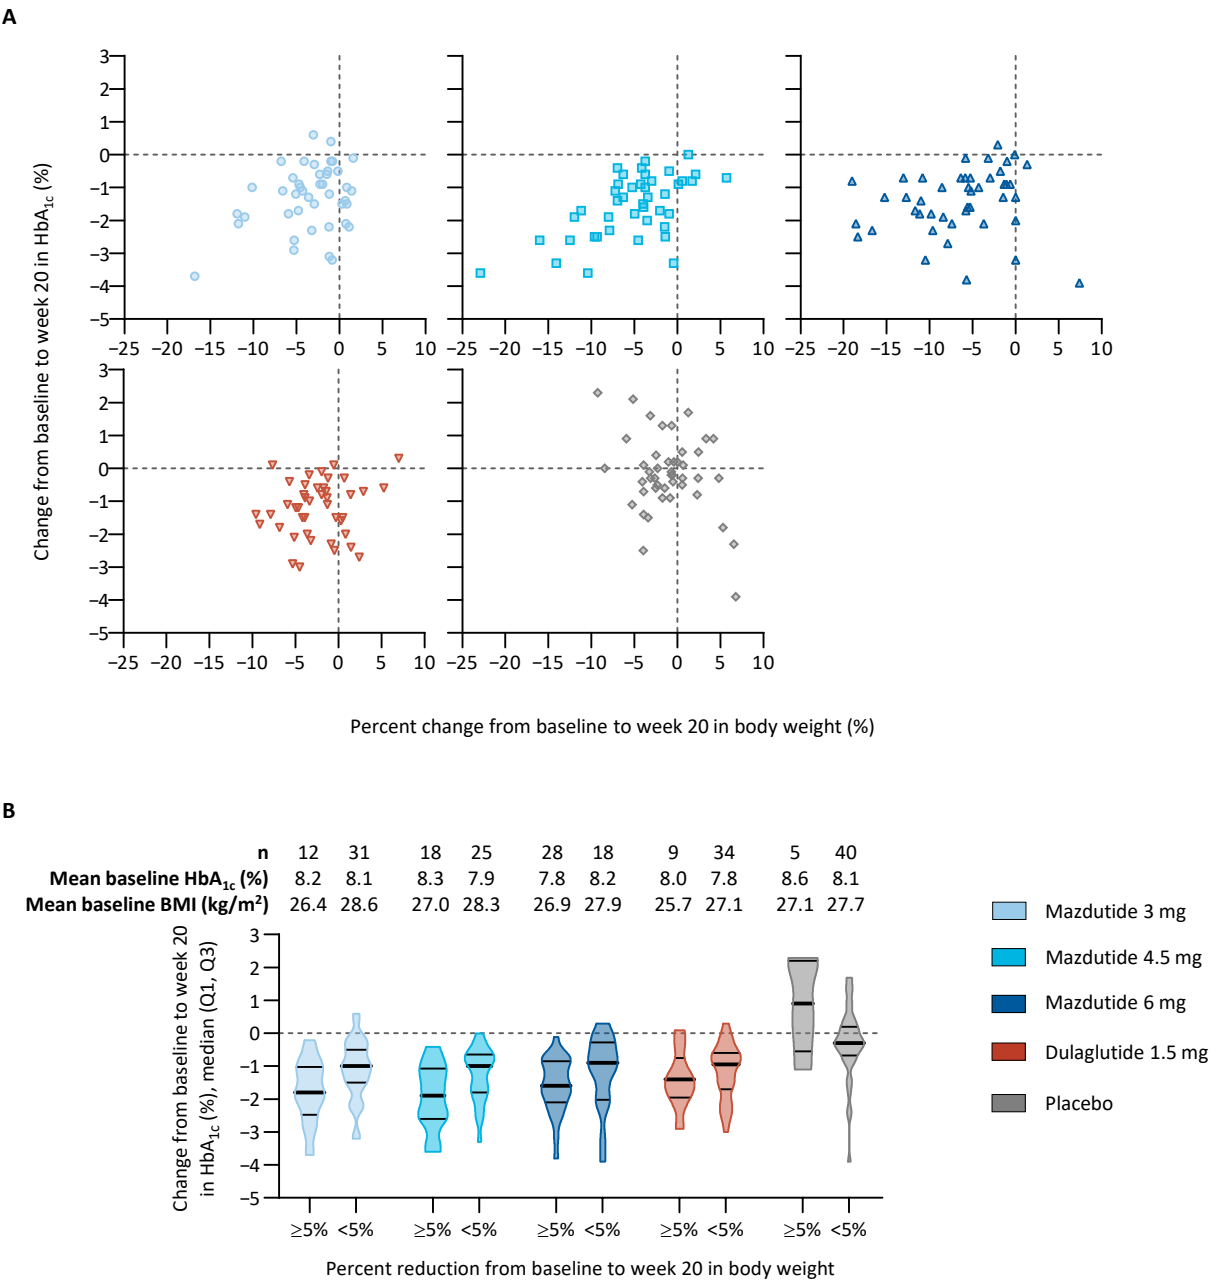 A
Change from baseline to week 20 in HbA1c (%)
3
2
1
0
−1
−2
−3
−4
−5
−25 −20 −15 −10 −5 0 5 10
−25 −20 −15 −10 −5 0 5 10
−25 −20 −15 −10 −5 0 5 10
3
2
1
0
−1
−2
−3
−4
−5
−25 −20 −15 −10 −5 0 5 10
−25 −20 −15 −10 −5 0 5 10
Percent change from baseline to week 20 in body weight (%)
B
n 12 31 18 25 28 18 9 34 5 40
Mean baseline HbA1c (%) 8.2 8.1 8.3 7.9 7.8 8.2 8.0 7.8 8.6 8.1
Mean baseline BMI (kg/m²) 26.4 28.6 27.0 28.3 26.9 27.9 25.7 27.1 27.1 27.7
Change from baseline to week 20
in HbA1c (%), median (Q1, Q3)
3
2
1
0
−1
−2
−3
−4
−5
≥5% <5% ≥5% <5% ≥5% <5% ≥5% <5% ≥5% <5%
Percent reduction from baseline to week 20 in body weight
Mazdutide 3 mg
Mazdutide 4.5 mg
Mazdutide 6 mg
Dulaglutide 1.5 mg
Placebo